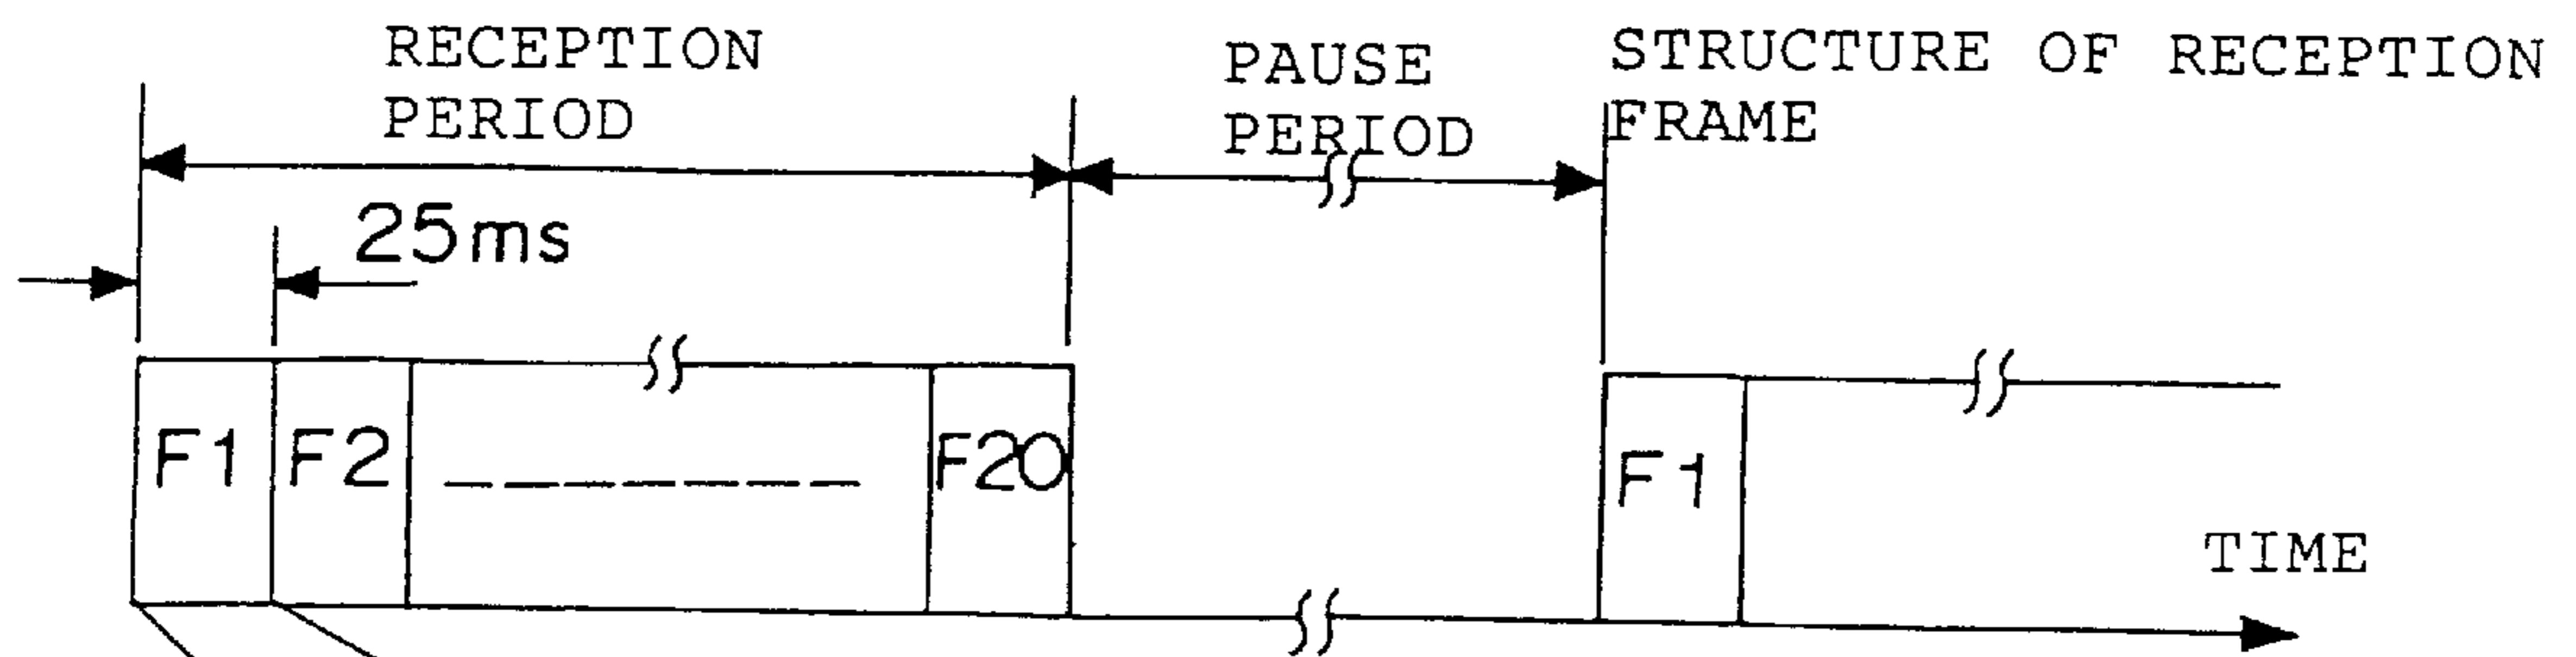 RECEPTION
PERIOD
PAUSE
PERIOD
STRUCTURE OF RECEPTION
FRAME
25ms
F1
F2
F20
F1
TIME